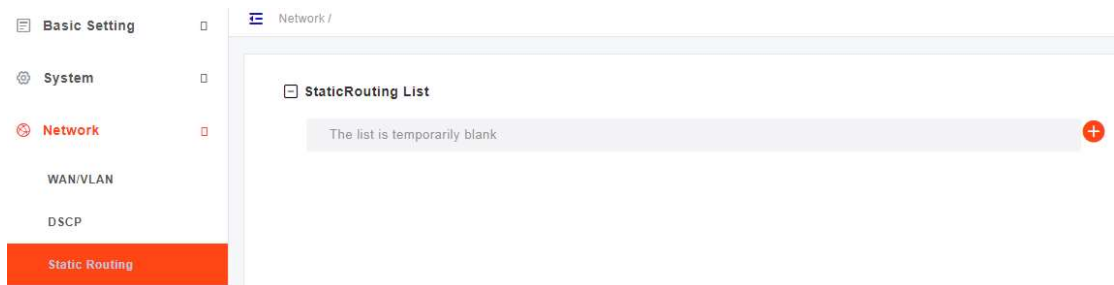 Basic Setting
System
Network
WAN/VLAN
DSCP
Static Routing
Network /
StaticRouting List
The list is temporarily blank